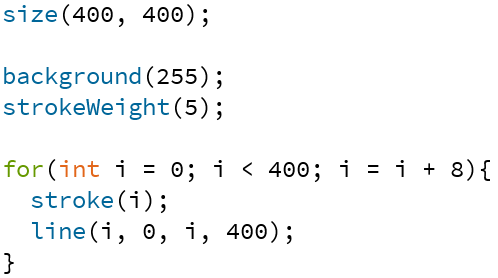 size(400, 400);
background(255);
strokeWeight(5);
for(int i = 0; i < 400; i = i + 8){
  stroke(i);
  line(i, 0, i, 400);
}